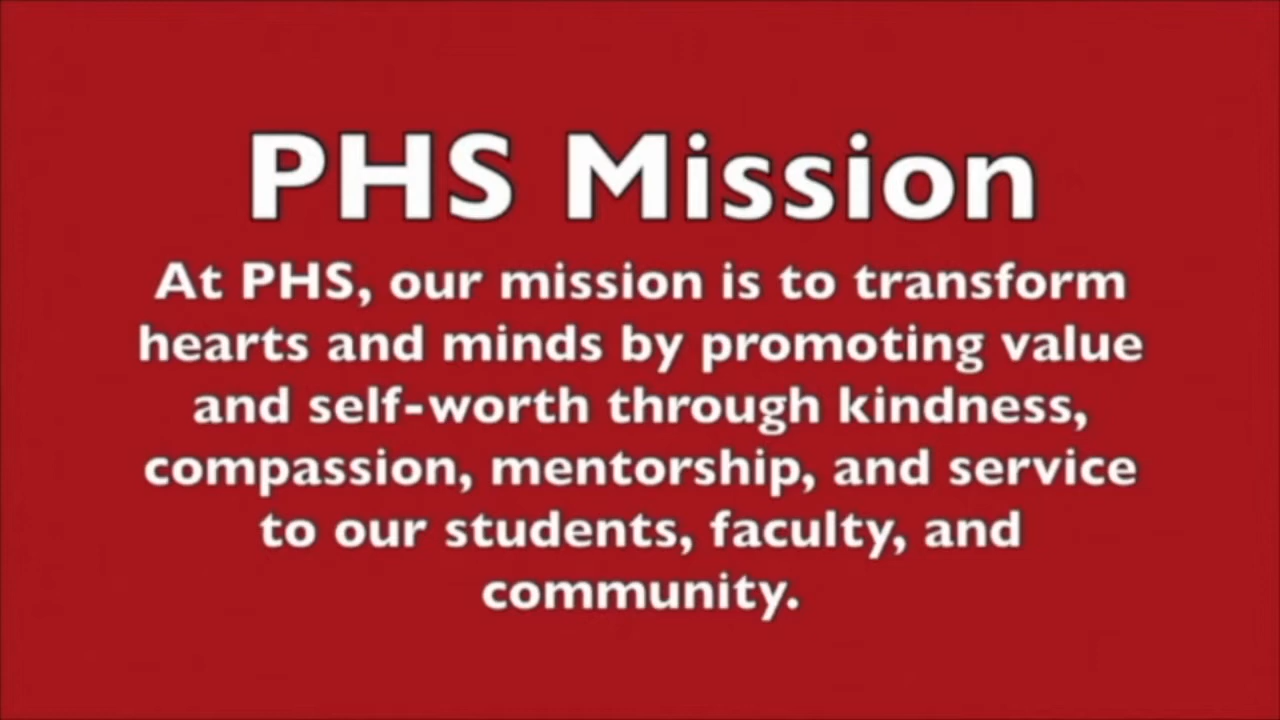 PHS Mission
At PHS, our mission is to transform
hearts and minds by promoting value
and self-worth through kindness,
compassion, mentorship, and service
to our students, faculty, and
community.